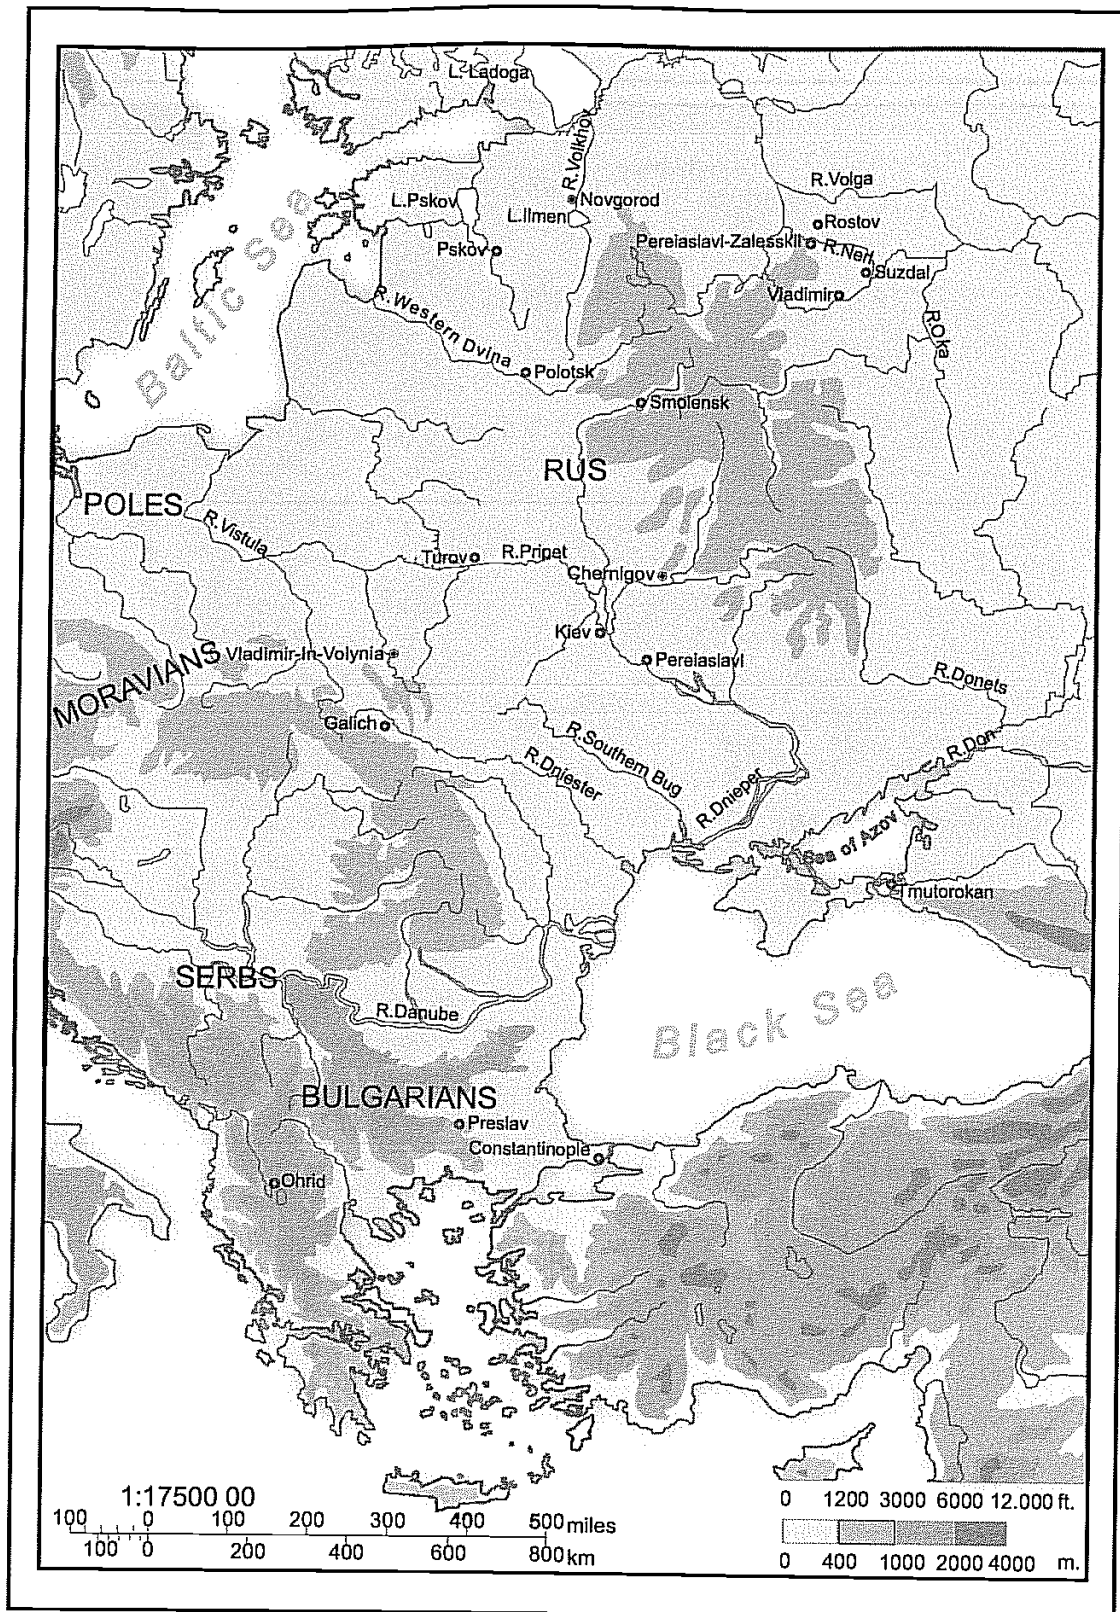 L. Ladoga
R.Volkhov
R.Volga
L.Pskov
Novgorod
L.Ilmen
Rostov
Pskov
Pereiaslavl-Zalesskii
R.Nerl
Suzdal
Vladimir
Baltic Sea
R.Western Dvina
R.Oka
Polotsk
Smolensk
RUS
POLES
R.Vistula
Turov
R.Pripet
Chernigov
Kiev
Vladimir-In-Volynia
Pereiaslavl
MORAVIANS
R.Donets
Galich
R.Southern Bug
R.Dniester
R.Dnieper
R.Don
Sea of Azov
Tmutorokan
SERBS
R.Danube
Black Sea
BULGARIANS
Preslav
Constantinople
Ohrid
1:17500 00
100 0 100 200 300 400 500 miles
100 0 200 400 600 800 km
0 1200 3000 6000 12.000 ft.
0 400 1000 2000 4000 m.